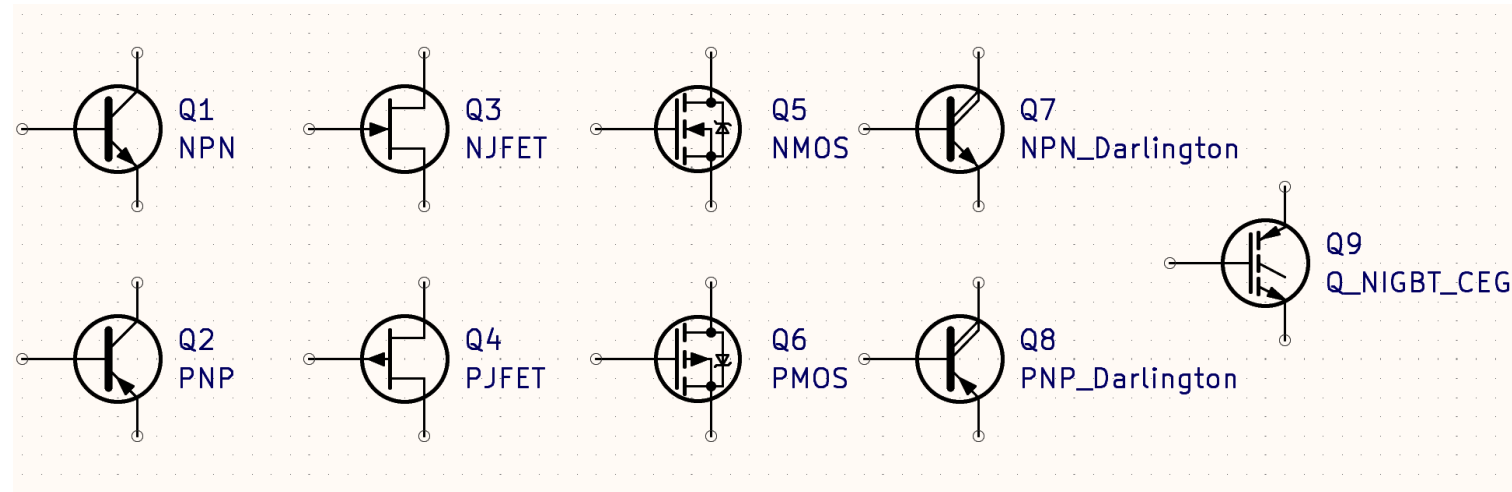 Q1
NPN
Q3
NJFET
Q5
NMOS
Q7
NPN_Darlington
Q9
Q_NIGBT_CEG
Q2
PNP
Q4
PJFET
Q6
PMOS
Q8
PNP_Darlington